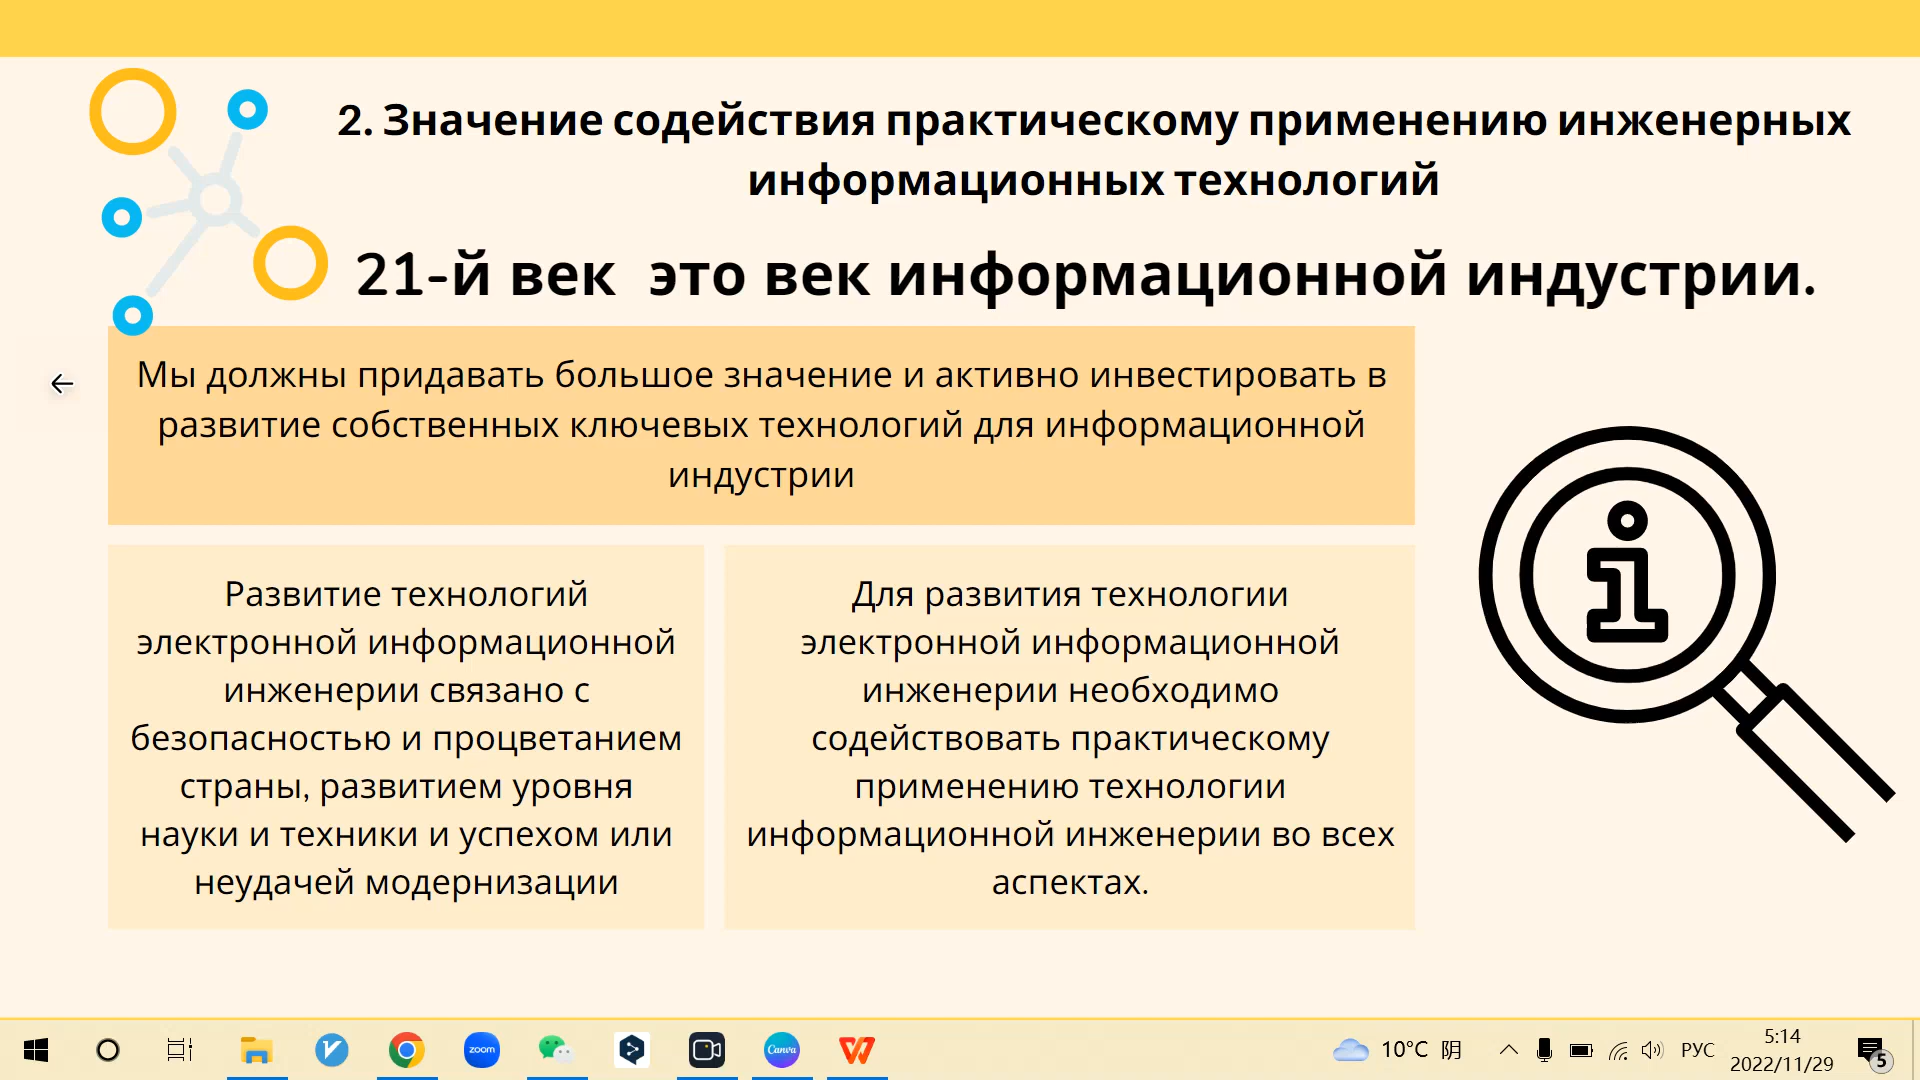 2. Значение содействия практическому применению инженерных
информационных технологий
21-й век это век информационной индустрии.
Мы должны придавать большое значение и активно инвестировать в
развитие собственных ключевых технологий для информационной
индустрии
Развитие технологий
электронной информационной
инженерии связано с
безопасностью и процветанием
страны, развитием уровня
науки и техники и успехом или
неудачей модернизации
Для развития технологии
электронной информационной
инженерии необходимо
содействовать практическому
применению технологии
информационной инженерии во всех
аспектах.
zoom
Canva
10°C 阴
РУС
5:14
2022/11/29
5